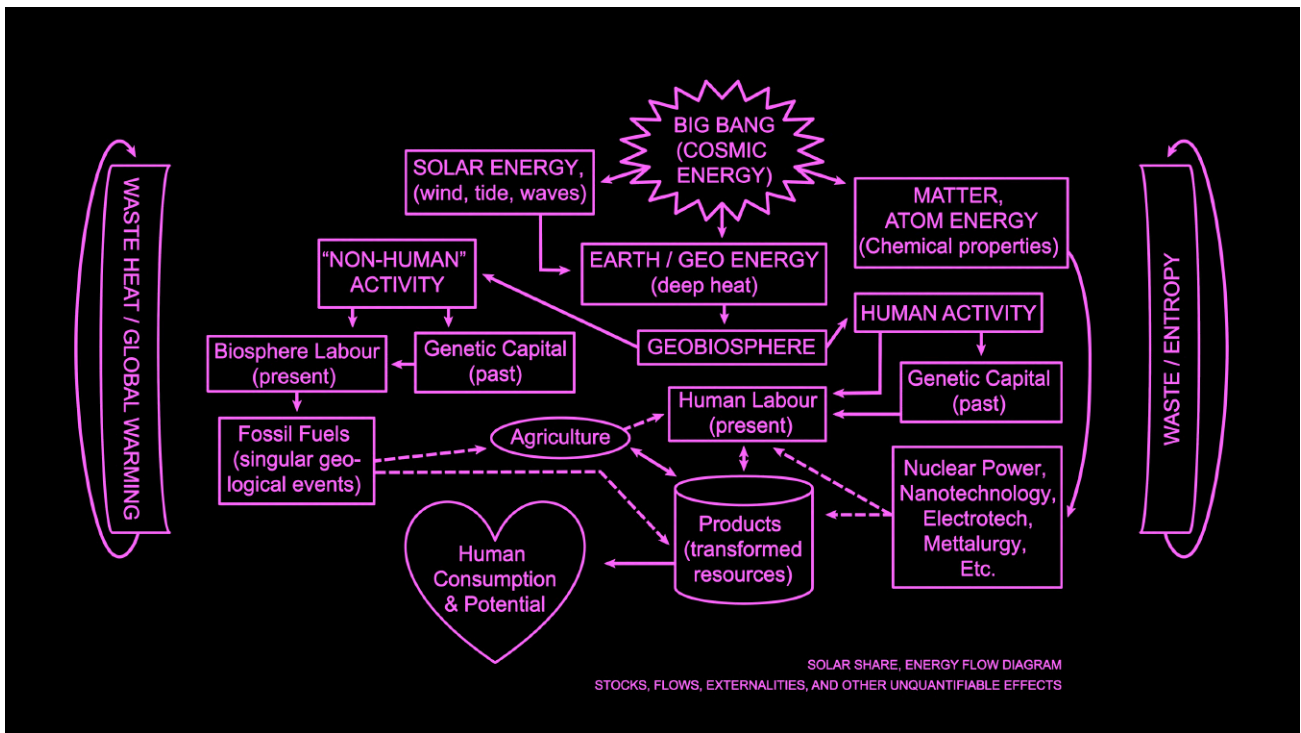 BIG BANG
(COSMIC
ENERGY)
SOLAR ENERGY,
(wind, tide, waves)
MATTER,
ATOM ENERGY
(Chemical properties)
“NON-HUMAN”
ACTIVITY
EARTH / GEO ENERGY
(deep heat)
HUMAN ACTIVITY
GEOBIOSPHERE
Biosphere Labour
(present)
Genetic Capital
(past)
Genetic Capital
(past)
Human Labour
(present)
Fossil Fuels
(singular geo-
logical events)
Agriculture
Nuclear Power,
Nanotechnology,
Electrotech,
Mettalurgy,
Etc.
Products
(transformed
resources)
Human
Consumption
& Potential
WASTE HEAT / GLOBAL WARMING
WASTE / ENTROPY
SOLAR SHARE, ENERGY FLOW DIAGRAM
STOCKS, FLOWS, EXTERNALITIES, AND OTHER UNQUANTIFIABLE EFFECTS